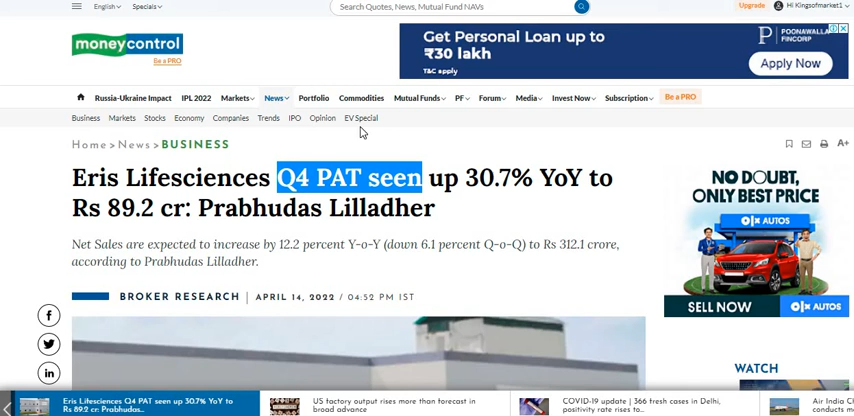 English
Specials
Search Quotes, News, Mutual Fund NAVs
Upgrade
Hi Kingsofmarket1
moneycontrol
Be a PRO
Get Personal Loan up to
₹30 lakh
T&C apply
POONAWALLA
FINCORP
Apply Now
Russia-Ukraine Impact IPL 2022 Markets News Portfolio Commodities Mutual Funds PF Forum Media Invest Now Subscription Be a PRO
Business Markets Stocks Economy Companies Trends IPO Opinion EV Special
Home > News > BUSINESS
A+
Eris Lifesciences Q4 PAT seen up 30.7% YoY to
Rs 89.2 cr: Prabhudas Lilladher
Net Sales are expected to increase by 12.2 percent Y-o-Y (down 6.1 percent Q-o-Q) to Rs 312.1 crore,
according to Prabhudas Lilladher.
BROKER RESEARCH | APRIL 14, 2022 / 04:52 PM IST
NO DOUBT,
ONLY BEST PRICE
OLX AUTOS
SELL NOW
OLX AUTOS
WATCH
Eris Lifesciences Q4 PAT seen up 30.7% YoY to
Rs 89.2 cr: Prabhudas...
US factory output rises more than forecast in
broad advance
COVID-19 update | 366 fresh cases in Delhi,
positivity rate rises to...
Air India C
conducts m